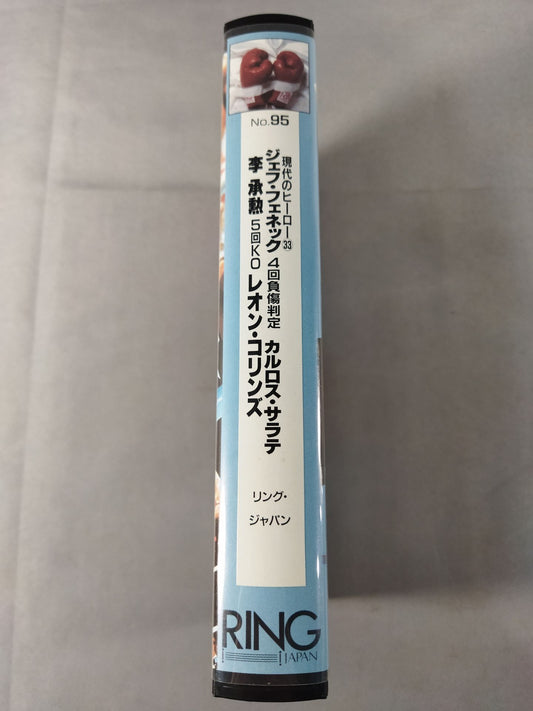 No.95
現代のヒーロー㉝
ジェフ・フェネック 4回負傷判定 カルロス・サラテ
李 承勲 5回KO レオン・コリンズ
リング・
ジャパン
RING
JAPAN